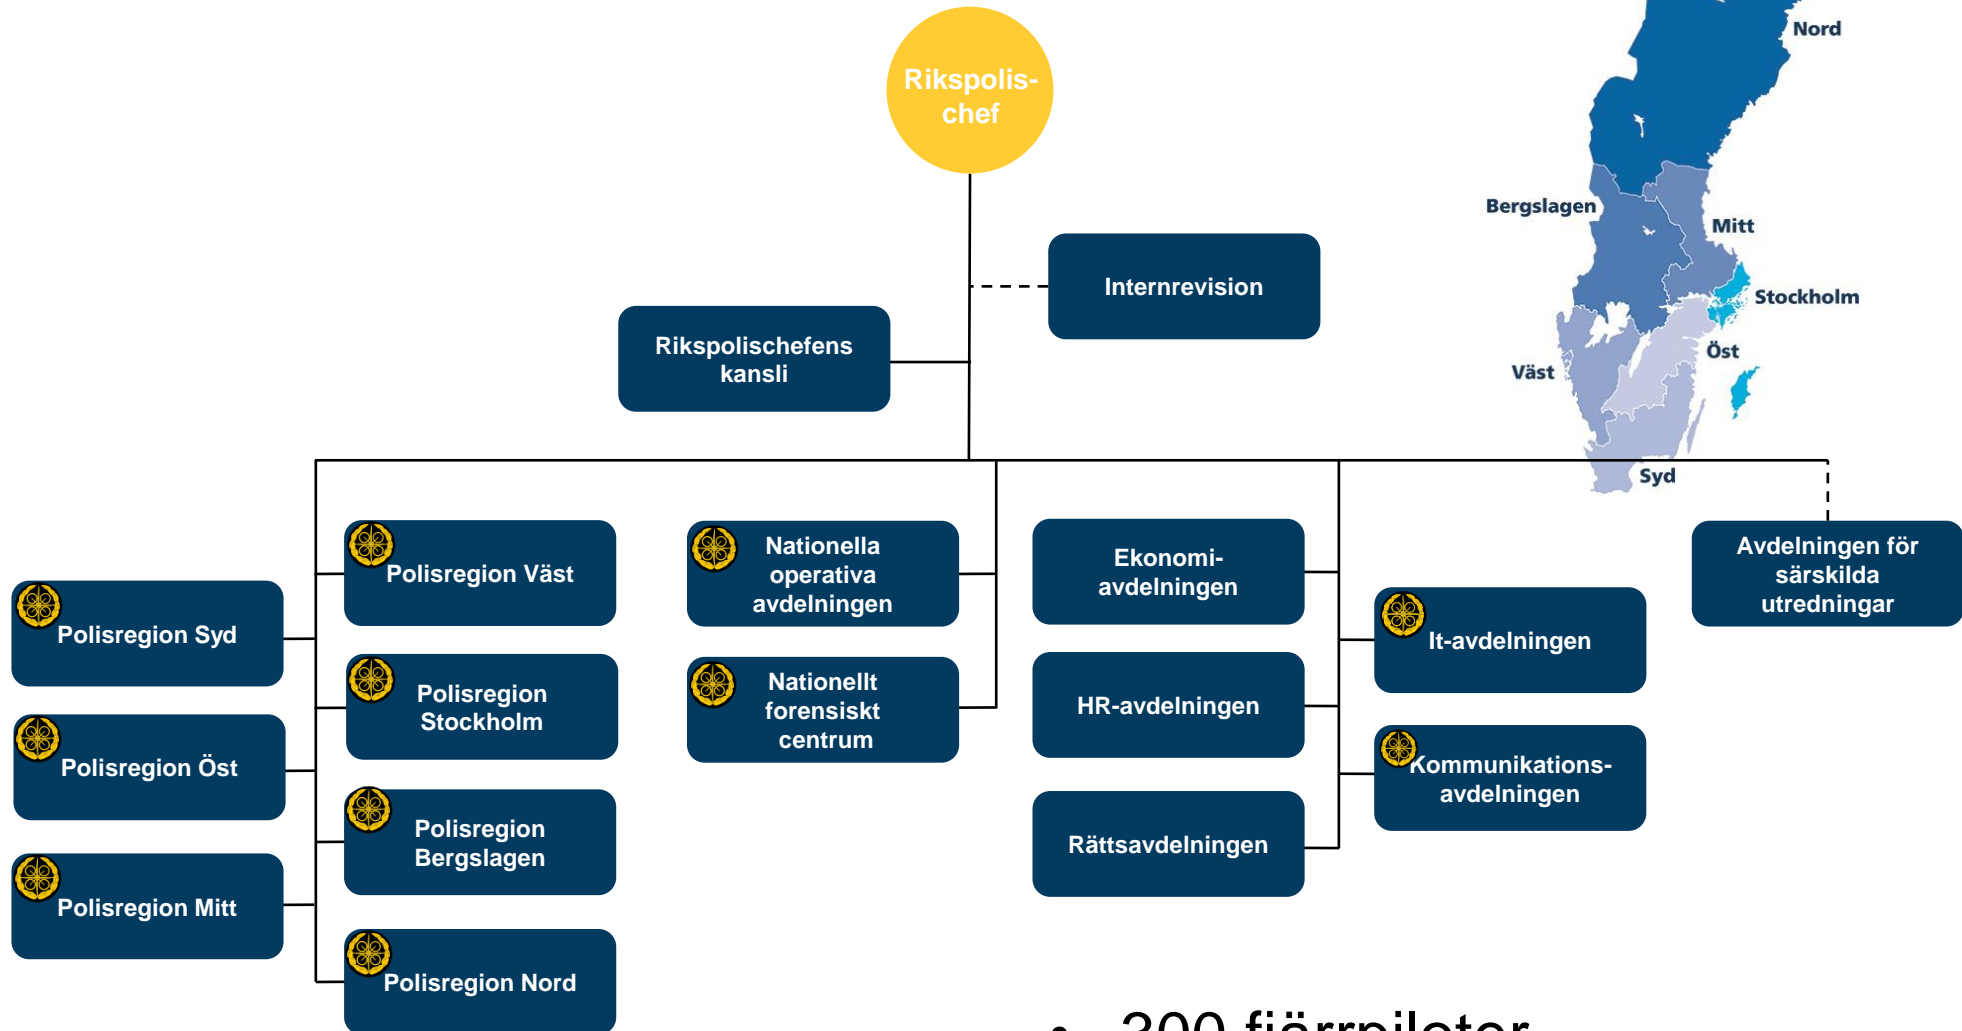 Rikspolis-
chef
Internrevision
Rikspolischefens
kansli
Nord
Bergslagen
Mitt
Stockholm
Öst
Väst
Syd
Polisregion Syd
Polisregion Öst
Polisregion Mitt
Polisregion Väst
Polisregion
Stockholm
Polisregion
Bergslagen
Polisregion Nord
Nationella
operativa
avdelningen
Nationellt
forensiskt
centrum
Ekonomi-
avdelningen
HR-avdelningen
Rättsavdelningen
It-avdelningen
Kommunikations-
avdelningen
Avdelningen för
särskilda
utredningar
• 300 fjärrpiloter